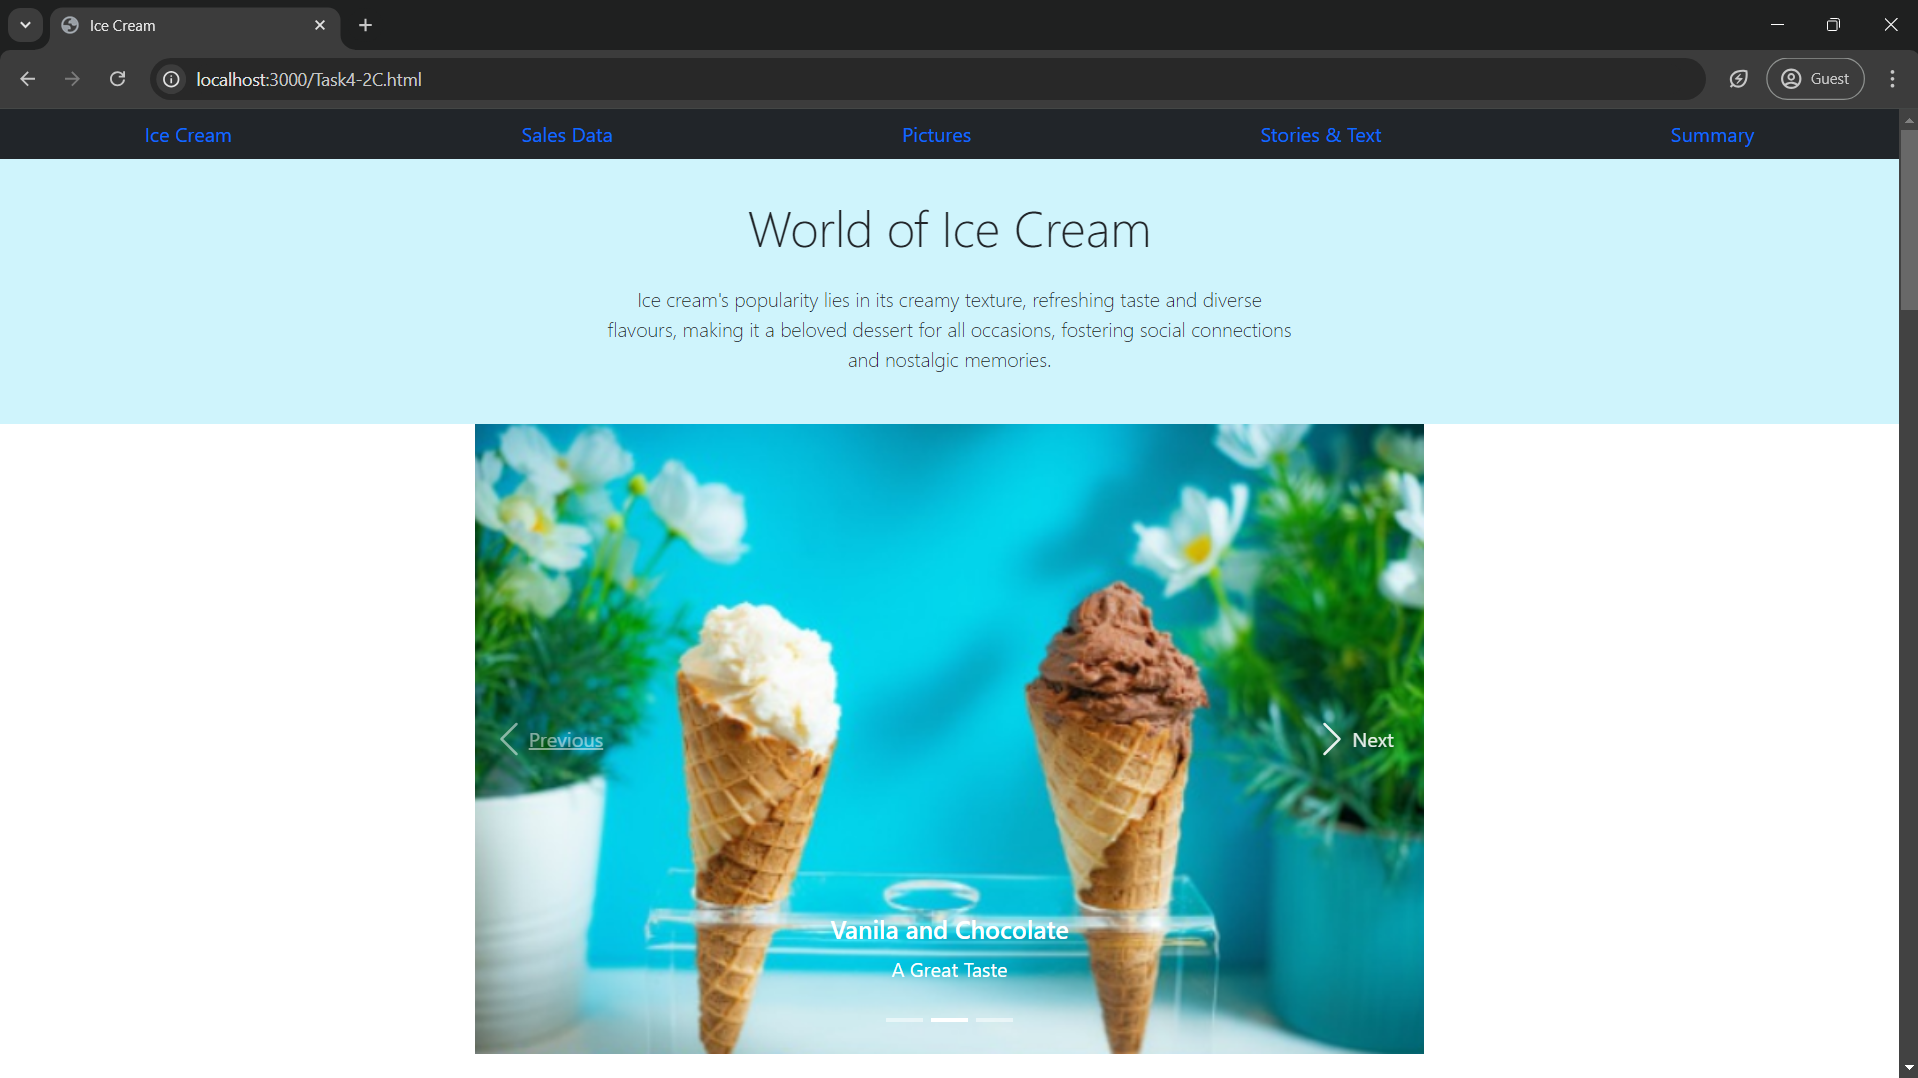 Ice Cream
localhost:3000/Task4-2C.html
Guest
Ice Cream Sales Data Pictures Stories & Text Summary
World of Ice Cream
Ice cream's popularity lies in its creamy texture, refreshing taste and diverse
flavours, making it a beloved dessert for all occasions, fostering social connections
and nostalgic memories.
Previous
Next
Vanila and Chocolate
A Great Taste